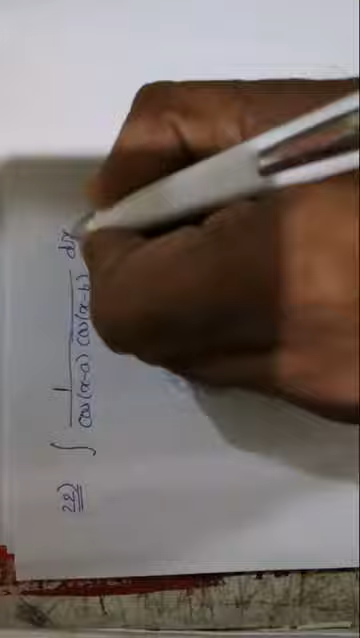 22) ∫ 1 / cos(x-a) cos(x-b) dx